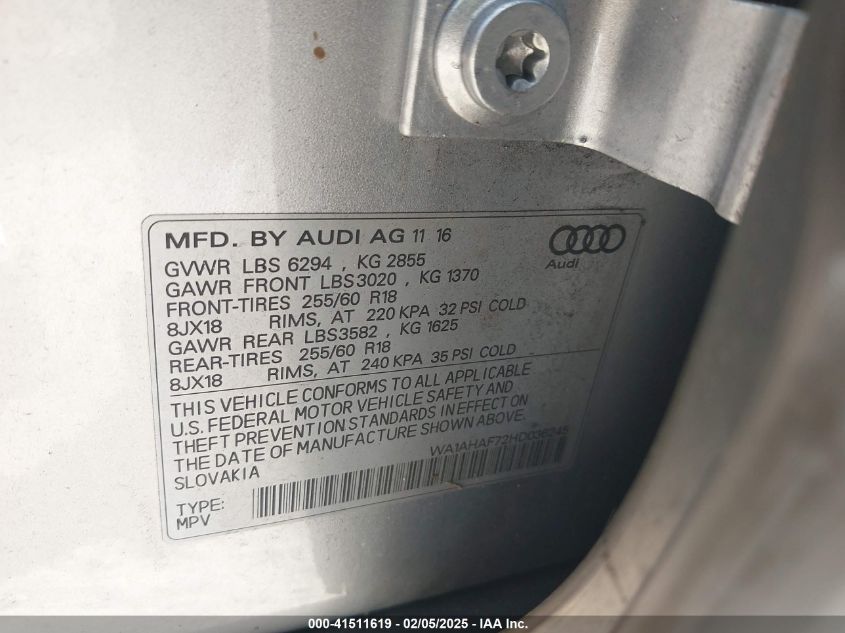 MFD. BY AUDI AG 11 16
GVWR LBS 6294 , KG 2855
GAWR FRONT LBS3020 , KG 1370
FRONT-TIRES 255/60 R18
8JX18 RIMS, AT 220 KPA 32 PSI COLD
GAWR REAR LBS3582 , KG 1625
REAR-TIRES 255/60 R18
8JX18 RIMS, AT 240 KPA 35 PSI COLD
Audi
THIS VEHICLE CONFORMS TO ALL APPLICABLE
U.S. FEDERAL MOTOR VEHICLE SAFETY AND
THEFT PREVENTION STANDARDS IN EFFECT ON
THE DATE OF MANUFACTURE SHOWN ABOVE.
SLOVAKIA
WA1AHAF72HD036245
TYPE:
MPV
000-41511619 - 02/05/2025 - IAA Inc.